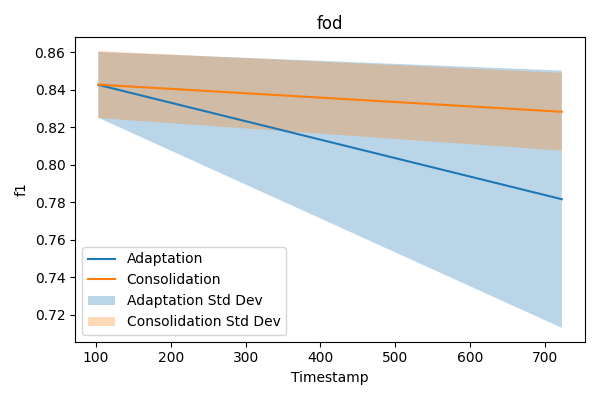 fod
f1
0.86
0.84
0.82
0.80
0.78
0.76
0.74
0.72
Adaptation
Consolidation
Adaptation Std Dev
Consolidation Std Dev
100 200 300 400 500 600 700
Timestamp